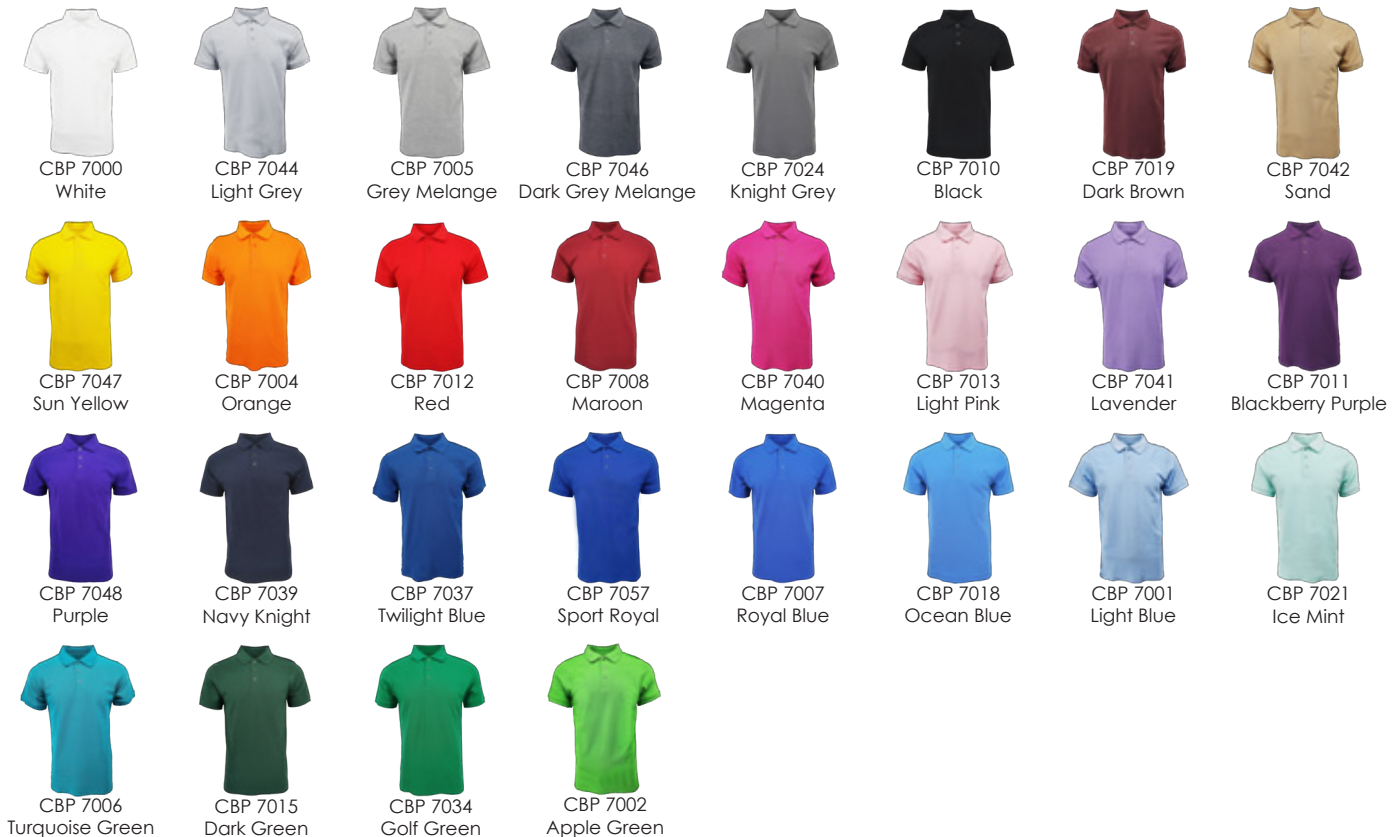 CBP 7000
White
CBP 7044
Light Grey
CBP 7005
Grey Melange
CBP 7046
Dark Grey Melange
CBP 7024
Knight Grey
CBP 7010
Black
CBP 7019
Dark Brown
CBP 7042
Sand
CBP 7047
Sun Yellow
CBP 7004
Orange
CBP 7012
Red
CBP 7008
Maroon
CBP 7040
Magenta
CBP 7013
Light Pink
CBP 7041
Lavender
CBP 7011
Blackberry Purple
CBP 7048
Purple
CBP 7039
Navy Knight
CBP 7037
Twilight Blue
CBP 7057
Sport Royal
CBP 7007
Royal Blue
CBP 7018
Ocean Blue
CBP 7001
Light Blue
CBP 7021
Ice Mint
CBP 7006
Turquoise Green
CBP 7015
Dark Green
CBP 7034
Golf Green
CBP 7002
Apple Green